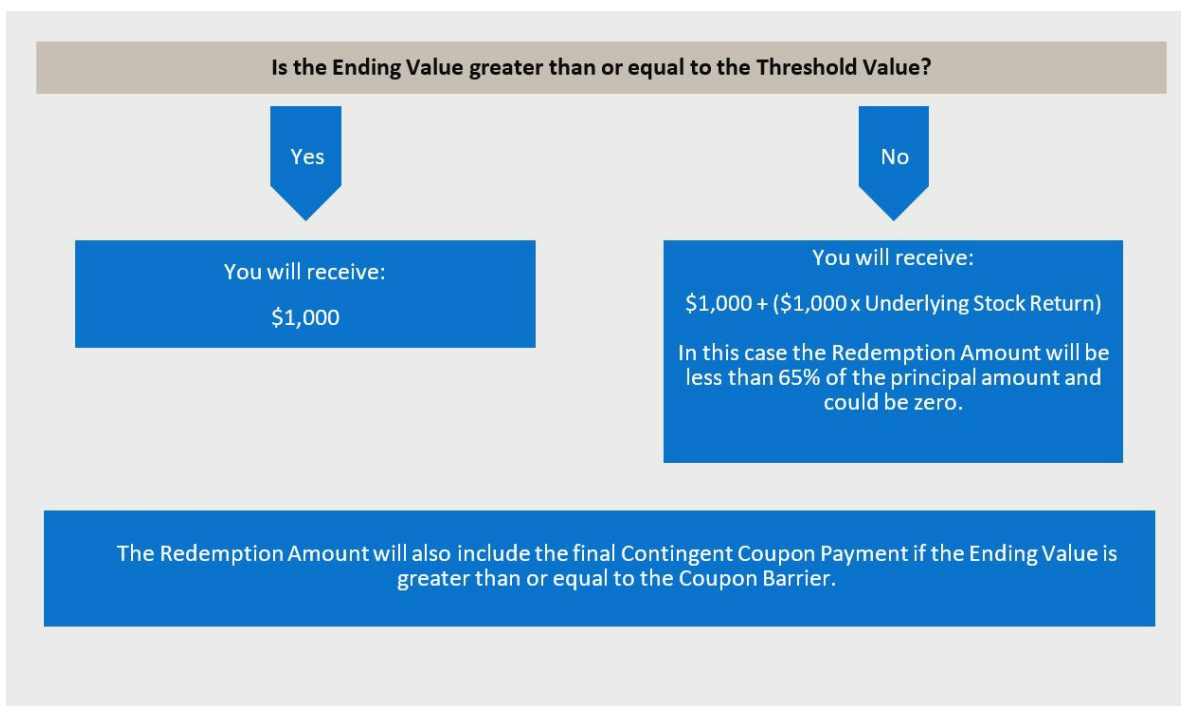 Is the Ending Value greater than or equal to the Threshold Value?
Yes
No
You will receive:
$1,000
You will receive:
$1,000 + ($1,000 x Underlying Stock Return)
In this case the Redemption Amount will be
less than 65% of the principal amount and
could be zero.
The Redemption Amount will also include the final Contingent Coupon Payment if the Ending Value is
greater than or equal to the Coupon Barrier.